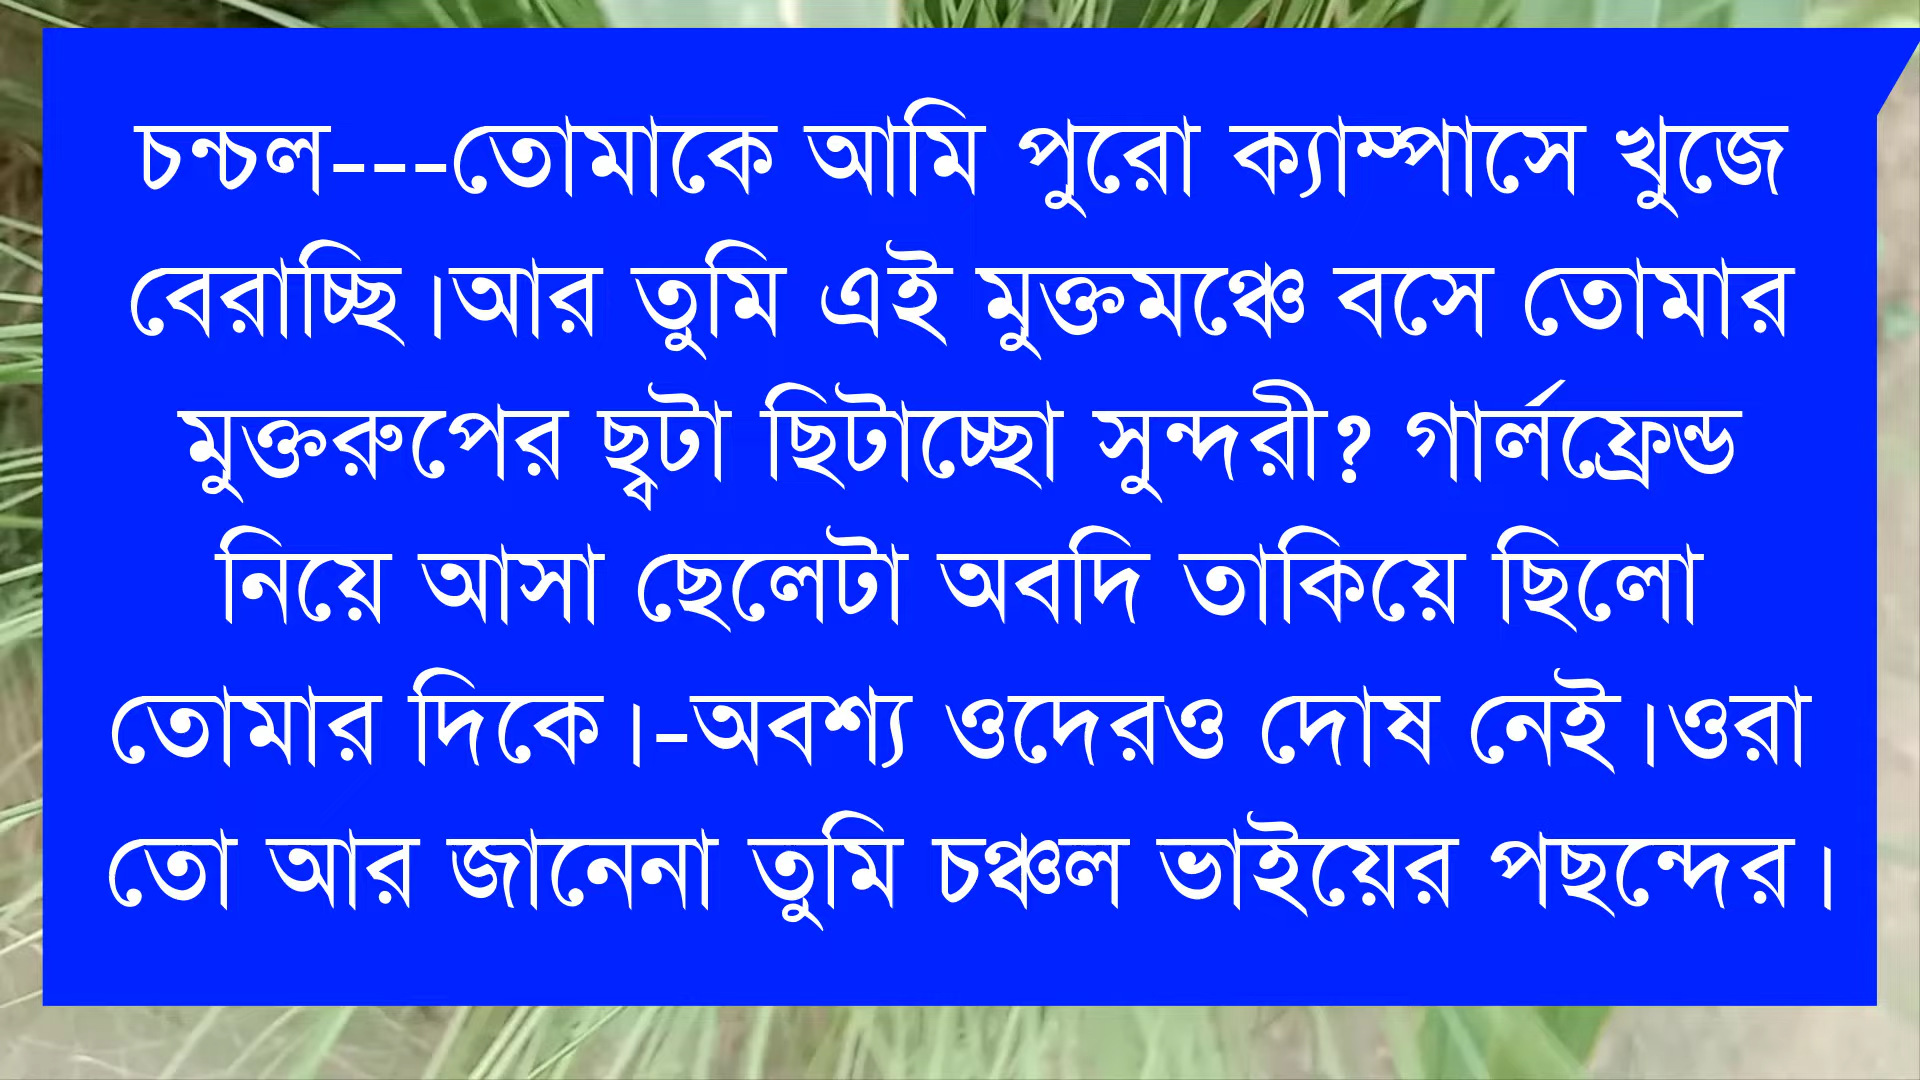 চন্চল---তোমাকে আমি পুরো ক্যাম্পাসে খুজে
বেরাচ্ছি।আর তুমি এই মুক্তমঞ্চে বসে তোমার
মুক্তরুপের ছ্বটা ছিটাচ্ছো সুন্দরী? গার্লফ্রেন্ড
নিয়ে আসা ছেলেটা অবদি তাকিয়ে ছিলো
তোমার দিকে।-অবশ্য ওদেরও দোষ নেই।ওরা
তো আর জানেনা তুমি চঞ্চল ভাইয়ের পছন্দের।